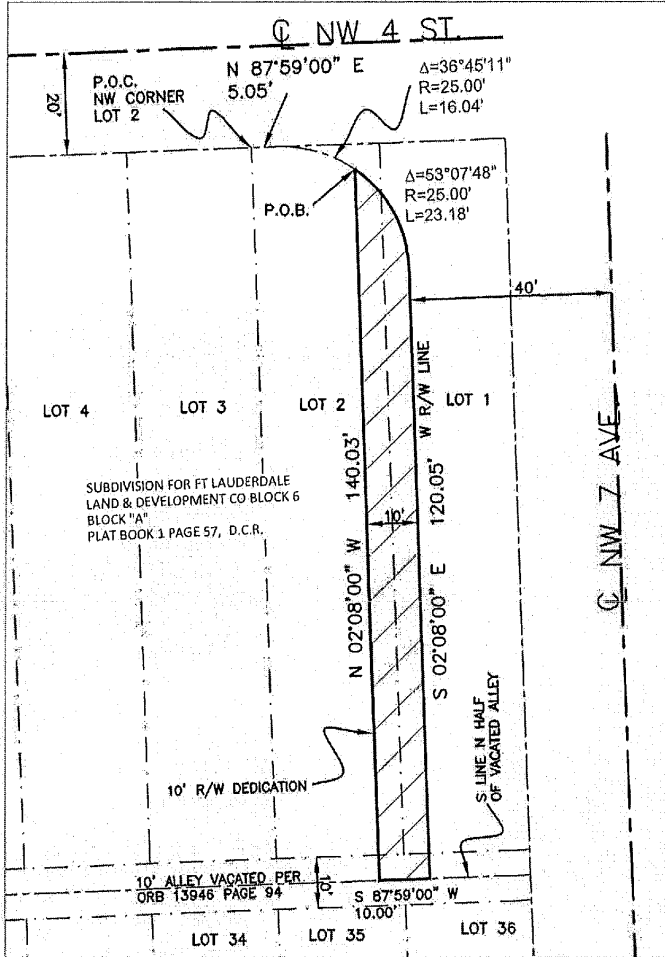 ℄ NW 4 ST.
N 87°59'00" E
5.05'
Δ=36°45'11"
R=25.00'
L=16.04'
P.O.C.
NW CORNER
LOT 2
20'
Δ=53°07'48"
R=25.00'
L=23.18'
P.O.B.
40'
LOT 4
LOT 3
LOT 2
LOT 1
W R/W LINE
140.03'
120.05'
SUBDIVISION FOR FT LAUDERDALE
LAND & DEVELOPMENT CO BLOCK 6
BLOCK "A"
PLAT BOOK 1 PAGE 57, D.C.R.
10'
N 02°08'00" W
S 02°08'00" E
℄ NW 7 AVE.
S LINE N HALF
OF VACATED ALLEY
10' R/W DEDICATION
10' ALLEY VACATED PER
ORB 13946 PAGE 94
10'
S 87°59'00" W
10.00'
LOT 34
LOT 35
LOT 36